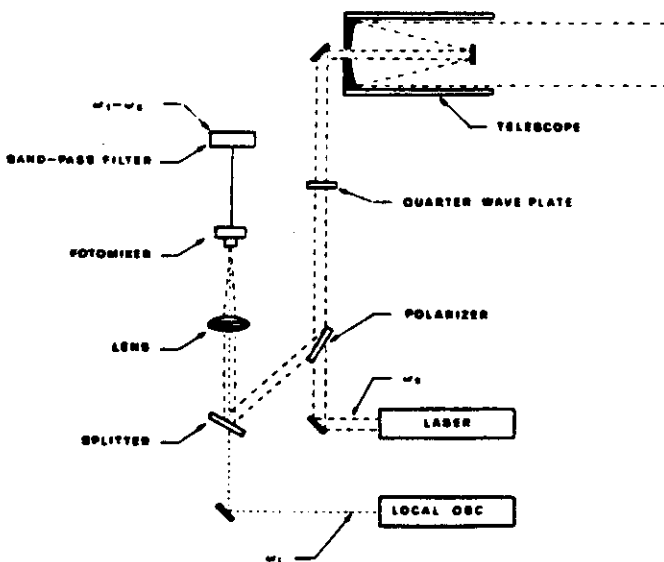 TELESCOPE
BAND-PASS FILTER
QUARTER WAVE PLATE
FOTOMIXER
POLARIZER
LENS
LASER
SPLITTER
LOCAL OSC